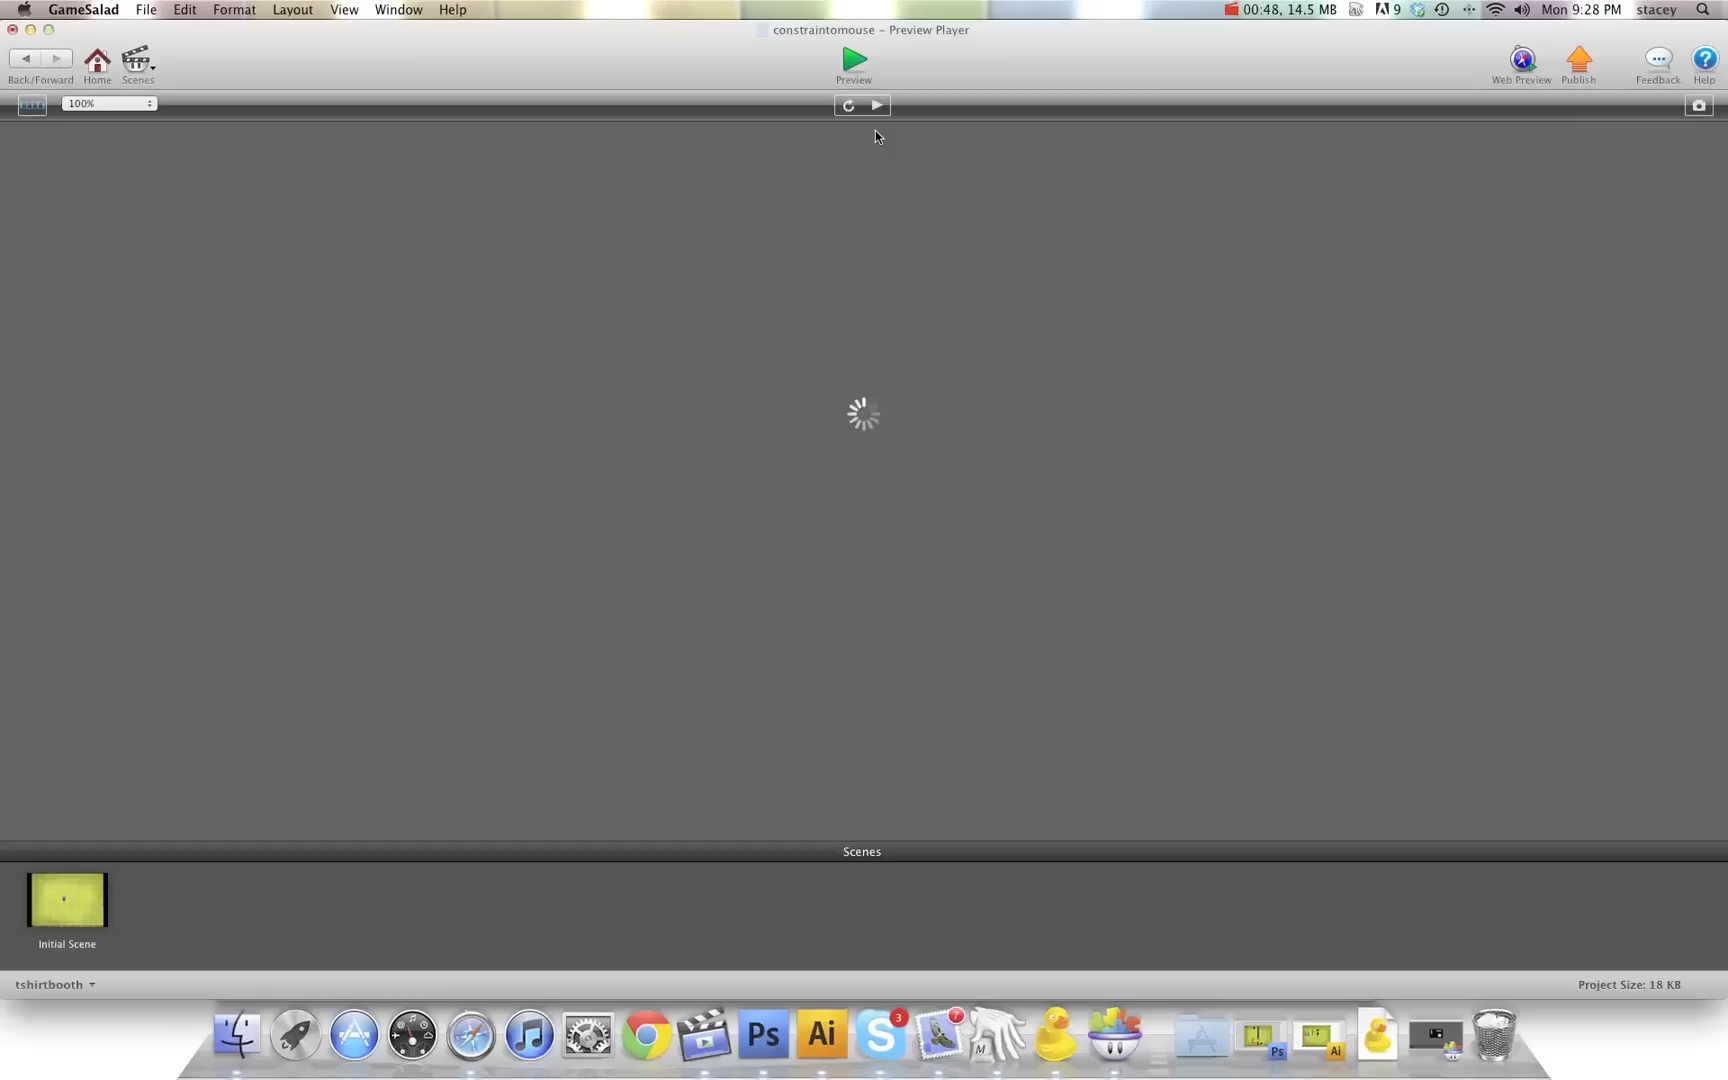 GameSalad File Edit Format Layout View Window Help 00:48, 14.5 MB 9 Mon 9:28 PM stacey
constraintomouse – Preview Player
Back/Forward Home Scenes Preview Web Preview Publish Feedback Help
100%
Scenes
Initial Scene
tshirtbooth Project Size: 18 KB
Ps Ai S 3 7 M Ps Ai